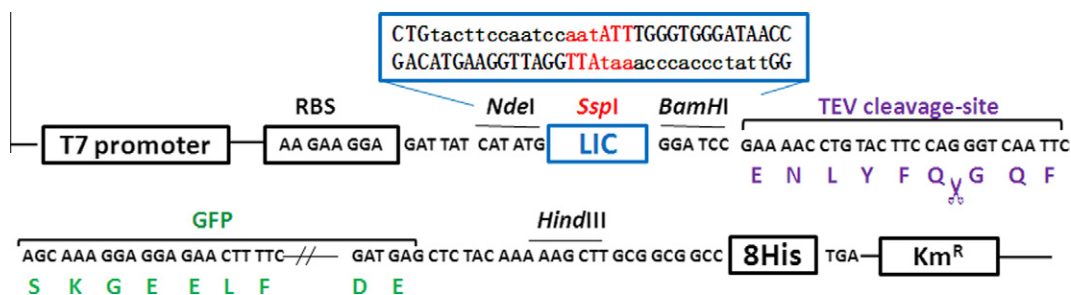 CTGtacttccaatccaatATTTGGGTGGGATAACC
GACATGAAGGTTAGGTTAtaaacccaccctattGG
RBS NdeI SspI BamHI TEV cleavage-site
T7 promoter AA GAA GGA GAT TAT CAT ATG LIC GGA TCC GAA AAC CTG TAC TTC CAG GGT CAA TTC
E N L Y F Q G Q F
GFP HindIII
AGC AAA GGA GGA GAA CTT TTC GAT GAG CTC TAC AAA AAG CTT GCG GCG GCC 8His TGA KmR
S K G E E L F D E